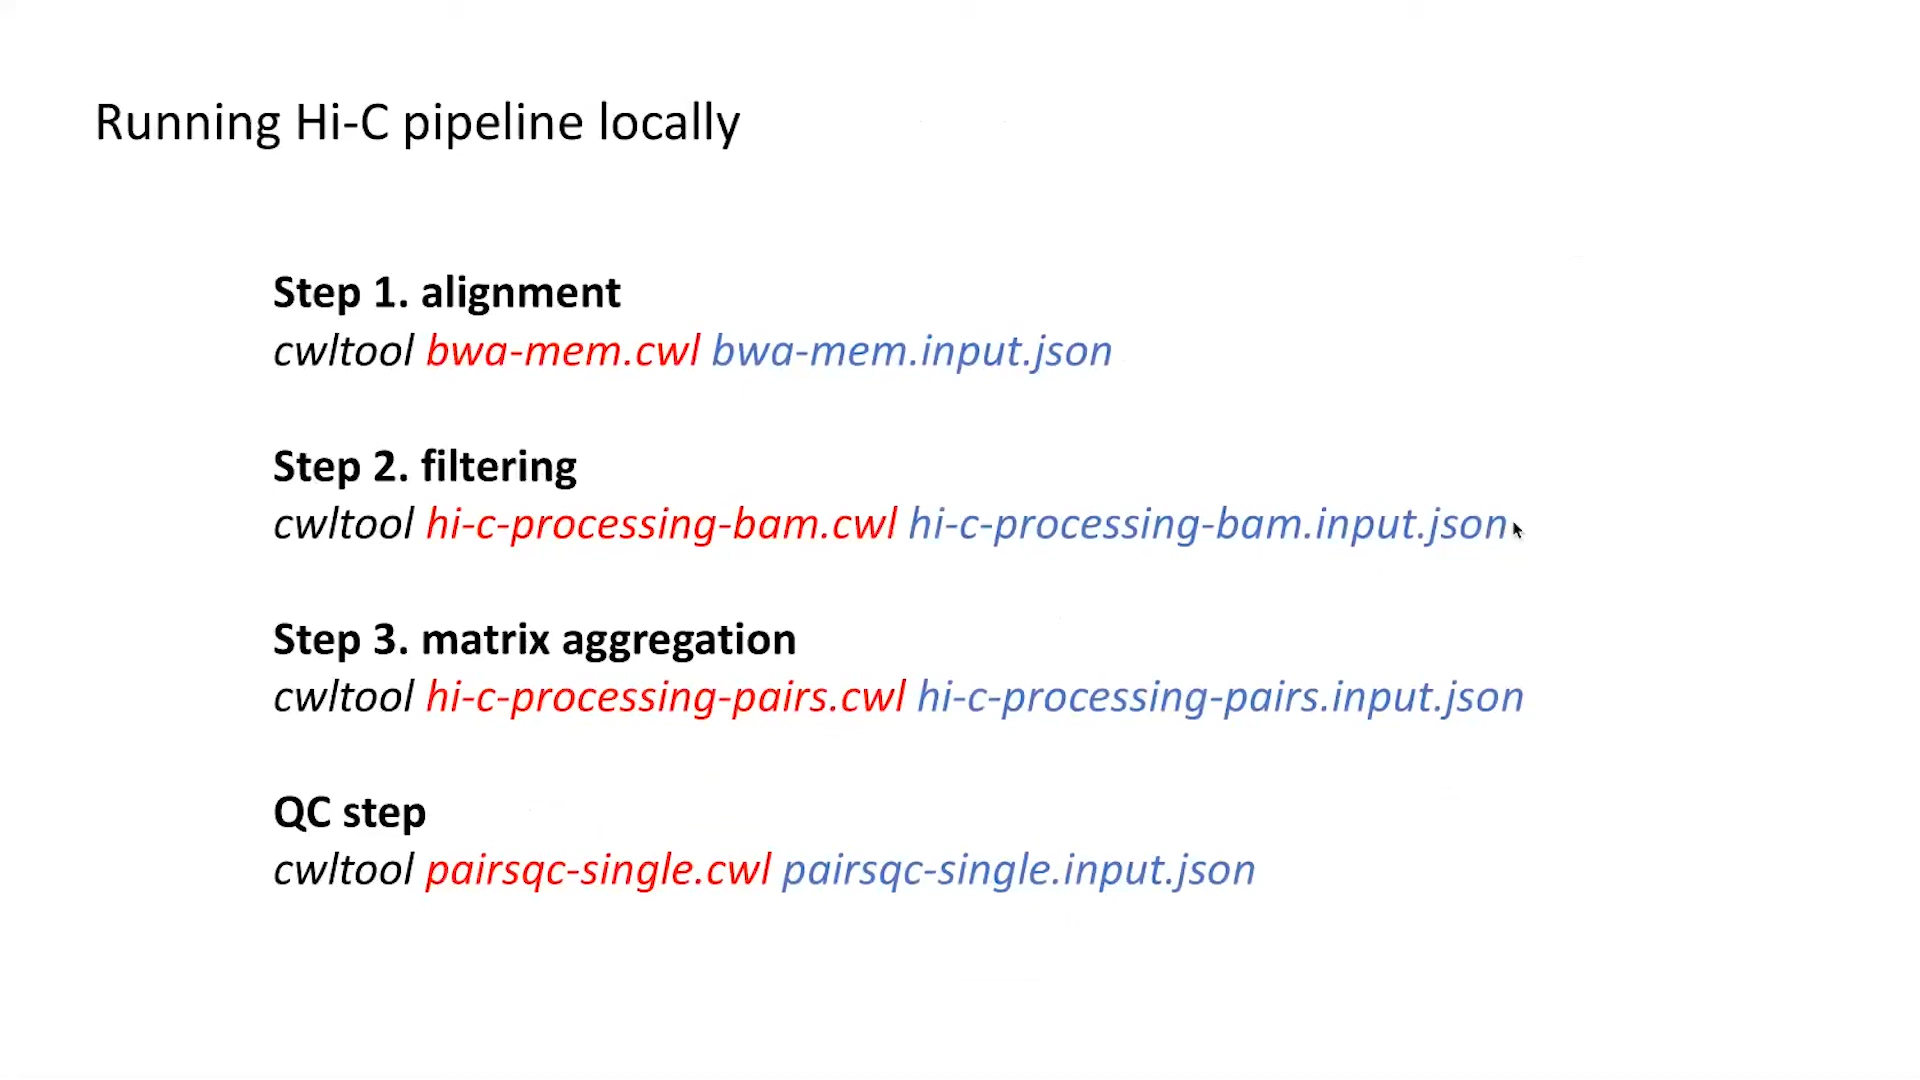 Running Hi-C pipeline locally
Step 1. alignment
cwltool bwa-mem.cwl bwa-mem.input.json
Step 2. filtering
cwltool hi-c-processing-bam.cwl hi-c-processing-bam.input.json
Step 3. matrix aggregation
cwltool hi-c-processing-pairs.cwl hi-c-processing-pairs.input.json
QC step
cwltool pairsqc-single.cwl pairsqc-single.input.json